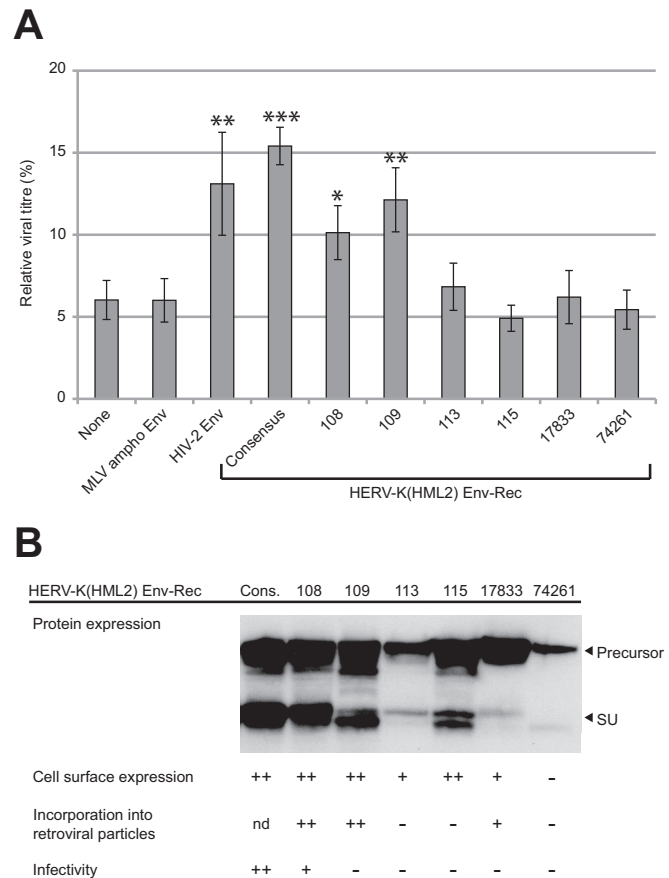 A
20
15
10
5
0
Relative viral titre (%)
** *** * **
None
MLV ampho Env
HIV-2 Env
Consensus
108
109
113
115
17833
74261
HERV-K(HML2) Env-Rec
B
HERV-K(HML2) Env-Rec Cons. 108 109 113 115 17833 74261
Protein expression
Precursor
SU
Cell surface expression ++ ++ ++ + ++ + -
Incorporation into
retroviral particles nd ++ ++ - - + -
Infectivity ++ + - - - - -